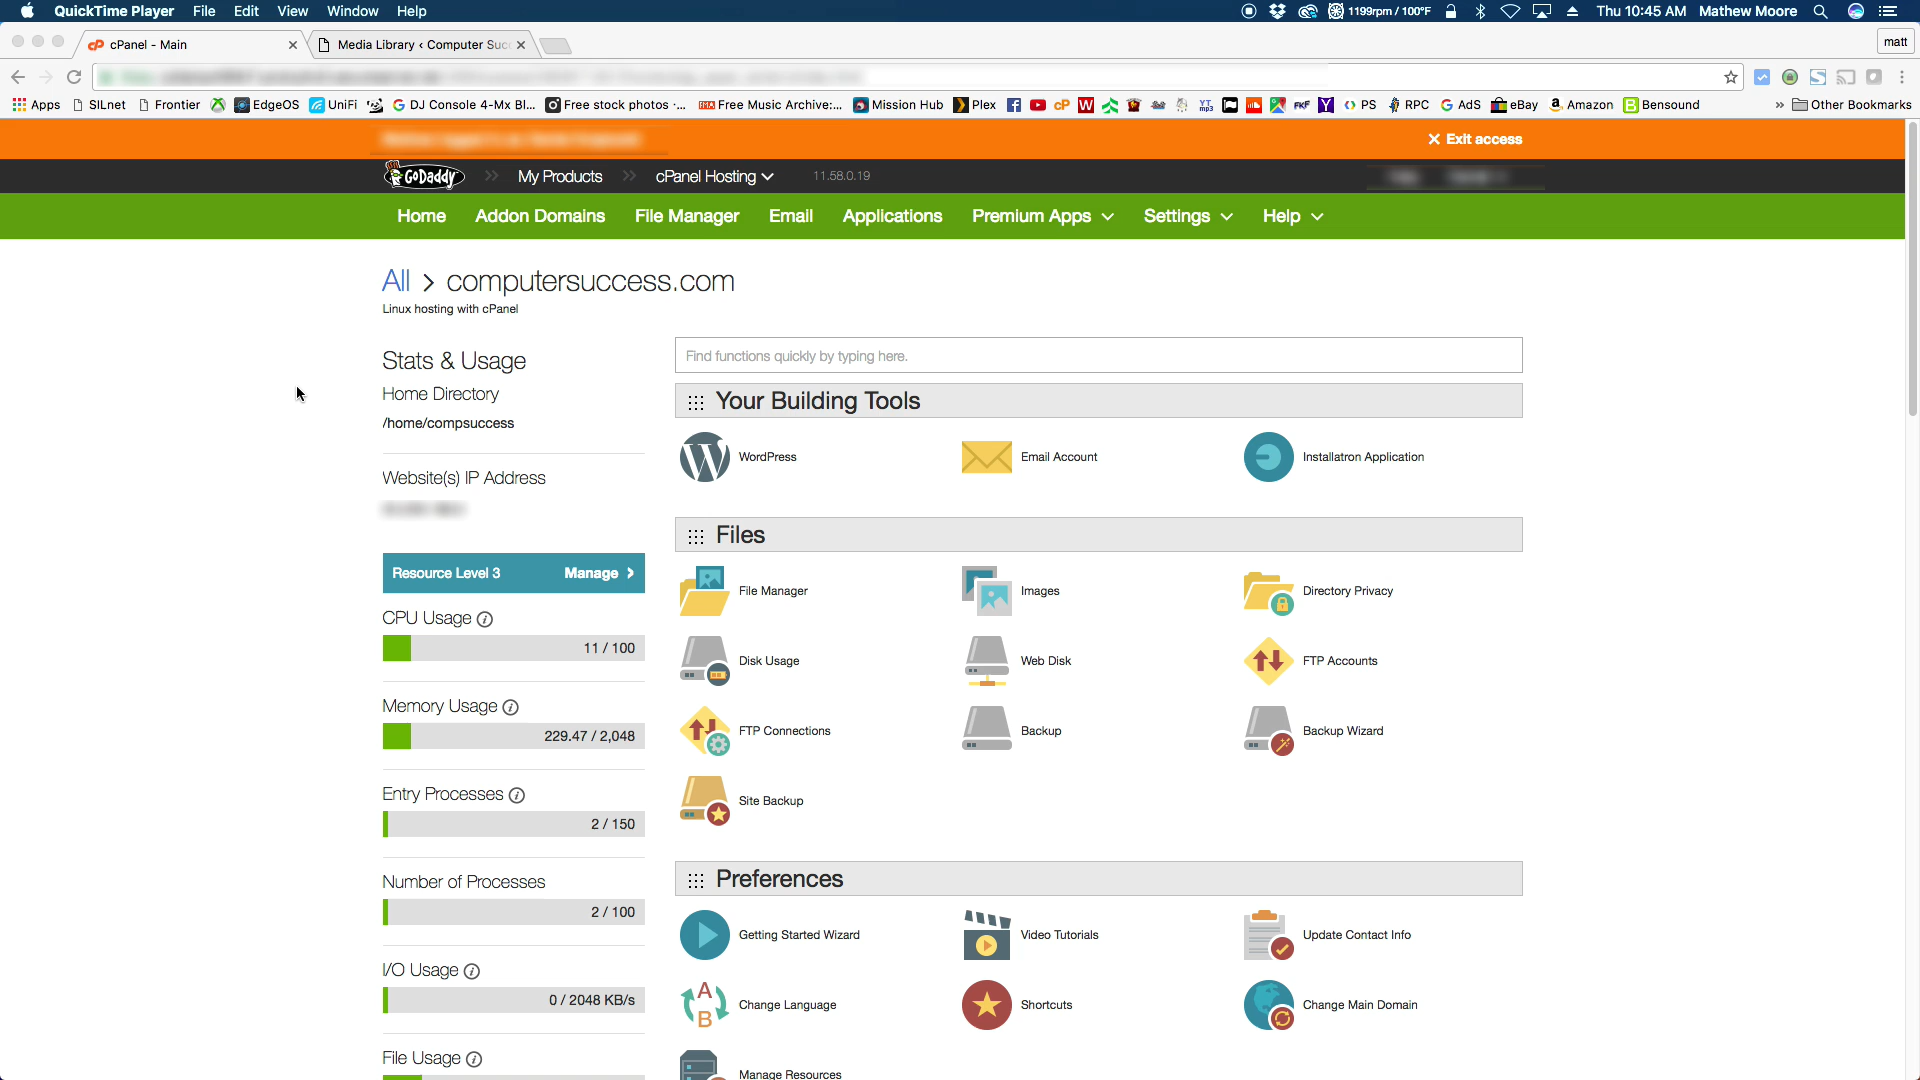 QuickTime Player File Edit View Window Help
1199rpm / 100°F Thu 10:45 AM Mathew Moore
cPanel - Main
Media Library ‹ Computer Suc
matt
Apps SILnet Frontier EdgeOS UniFi DJ Console 4-Mx Bl... Free stock photos ·... Free Music Archive:... Mission Hub Plex PS RPC AdS eBay Amazon Bensound » Other Bookmarks
Exit access
GoDaddy My Products cPanel Hosting 11.58.0.19
Home Addon Domains File Manager Email Applications Premium Apps Settings Help
All > computersuccess.com
Linux hosting with cPanel
Stats & Usage
Home Directory
/home/compsuccess
Website(s) IP Address
Resource Level 3 Manage
CPU Usage
11 / 100
Memory Usage
229.47 / 2,048
Entry Processes
2 / 150
Number of Processes
2 / 100
I/O Usage
0 / 2048 KB/s
File Usage
Find functions quickly by typing here.
Your Building Tools
WordPress Email Account Installatron Application
Files
File Manager Images Directory Privacy
Disk Usage Web Disk FTP Accounts
FTP Connections Backup Backup Wizard
Site Backup
Preferences
Getting Started Wizard Video Tutorials Update Contact Info
Change Language Shortcuts Change Main Domain
Manage Resources